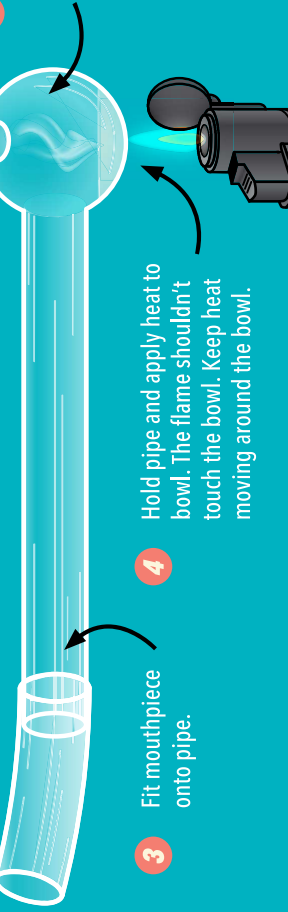 3
Fit mouthpiece
onto pipe.
4
Hold pipe and apply heat to
bowl. The flame shouldn't
touch the bowl. Keep heat
moving around the bowl.